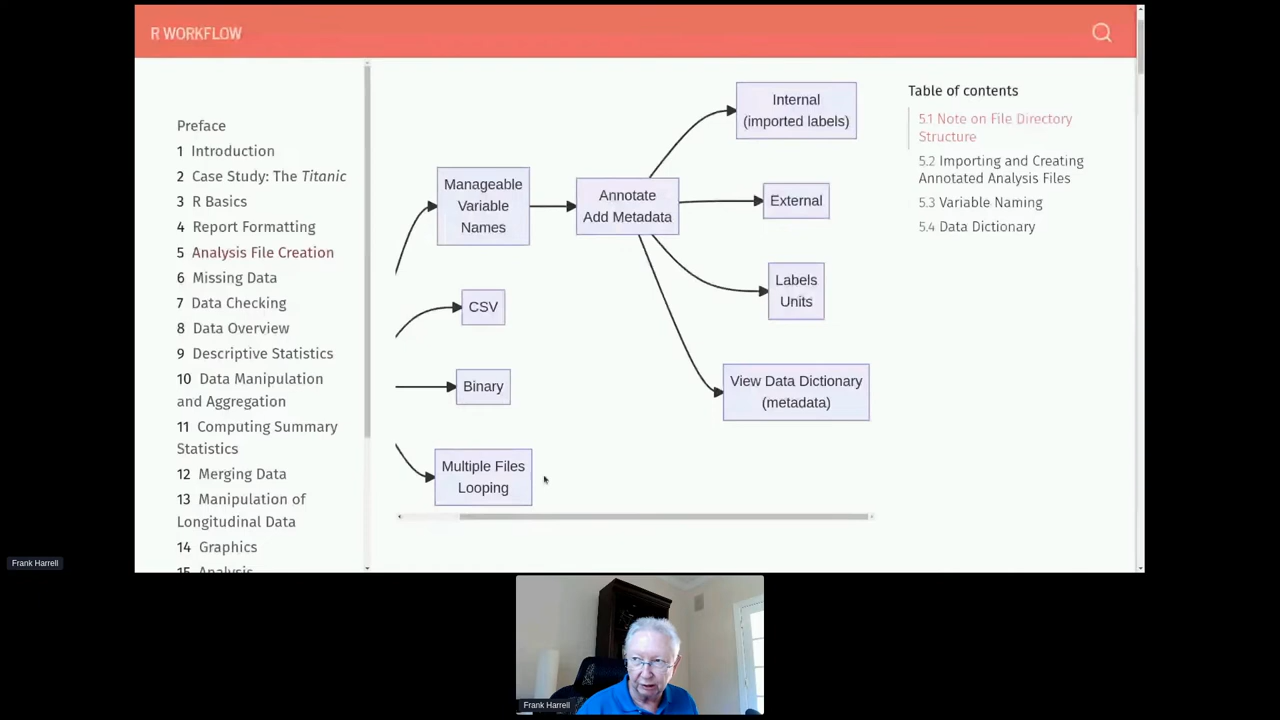 R WORKFLOW
Preface
1 Introduction
2 Case Study: The Titanic
3 R Basics
4 Report Formatting
5 Analysis File Creation
6 Missing Data
7 Data Checking
8 Data Overview
9 Descriptive Statistics
10 Data Manipulation
and Aggregation
11 Computing Summary
Statistics
12 Merging Data
13 Manipulation of
Longitudinal Data
14 Graphics
15 Analysis
Manageable
Variable
Names
CSV
Binary
Multiple Files
Looping
Annotate
Add Metadata
Internal
(imported labels)
External
Labels
Units
View Data Dictionary
(metadata)
Table of contents
5.1 Note on File Directory
Structure
5.2 Importing and Creating
Annotated Analysis Files
5.3 Variable Naming
5.4 Data Dictionary
Frank Harrell
Frank Harrell